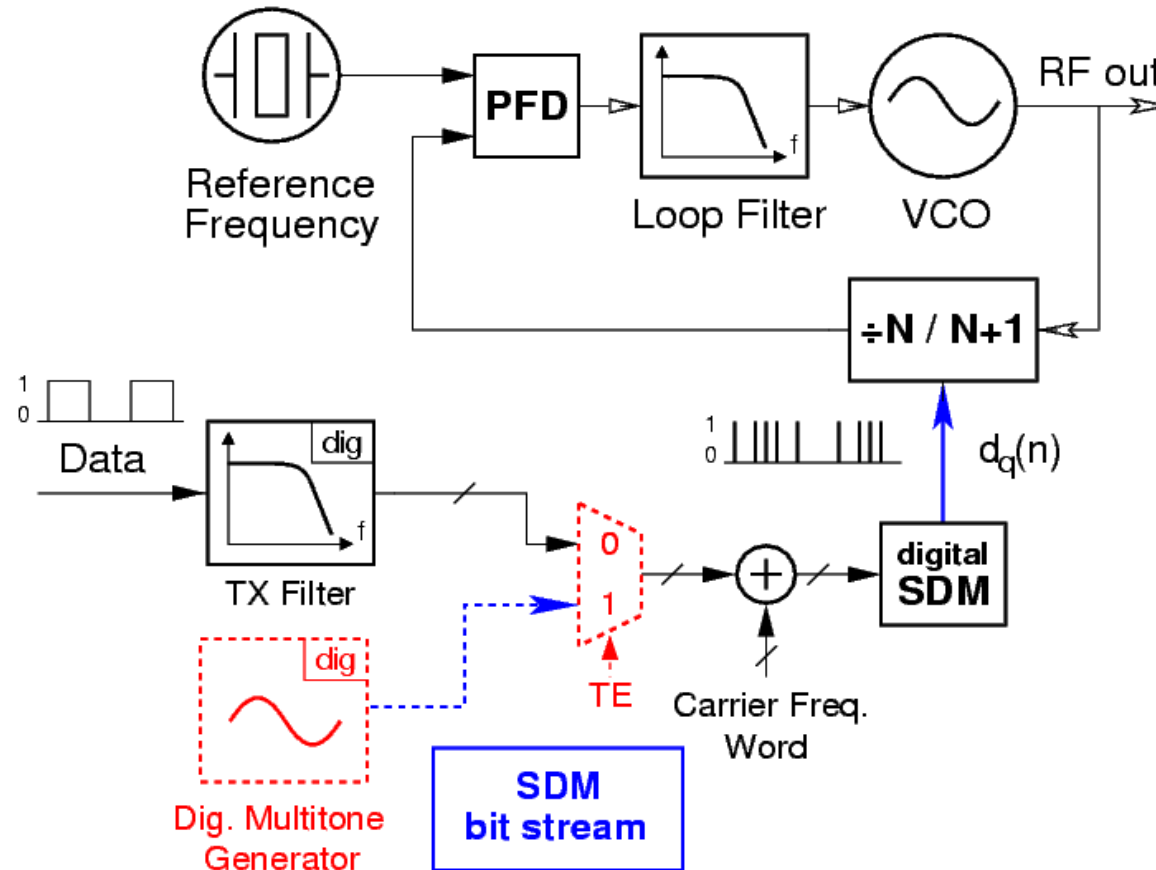 PFD
f
RF out
Reference
Frequency
Loop Filter
VCO
÷N / N+1
1
0
Data
dig
f
TX Filter
1
0
d_q(n)
0
1
digital
SDM
dig
TE
Carrier Freq.
Word
Dig. Multitone
Generator
SDM
bit stream
+